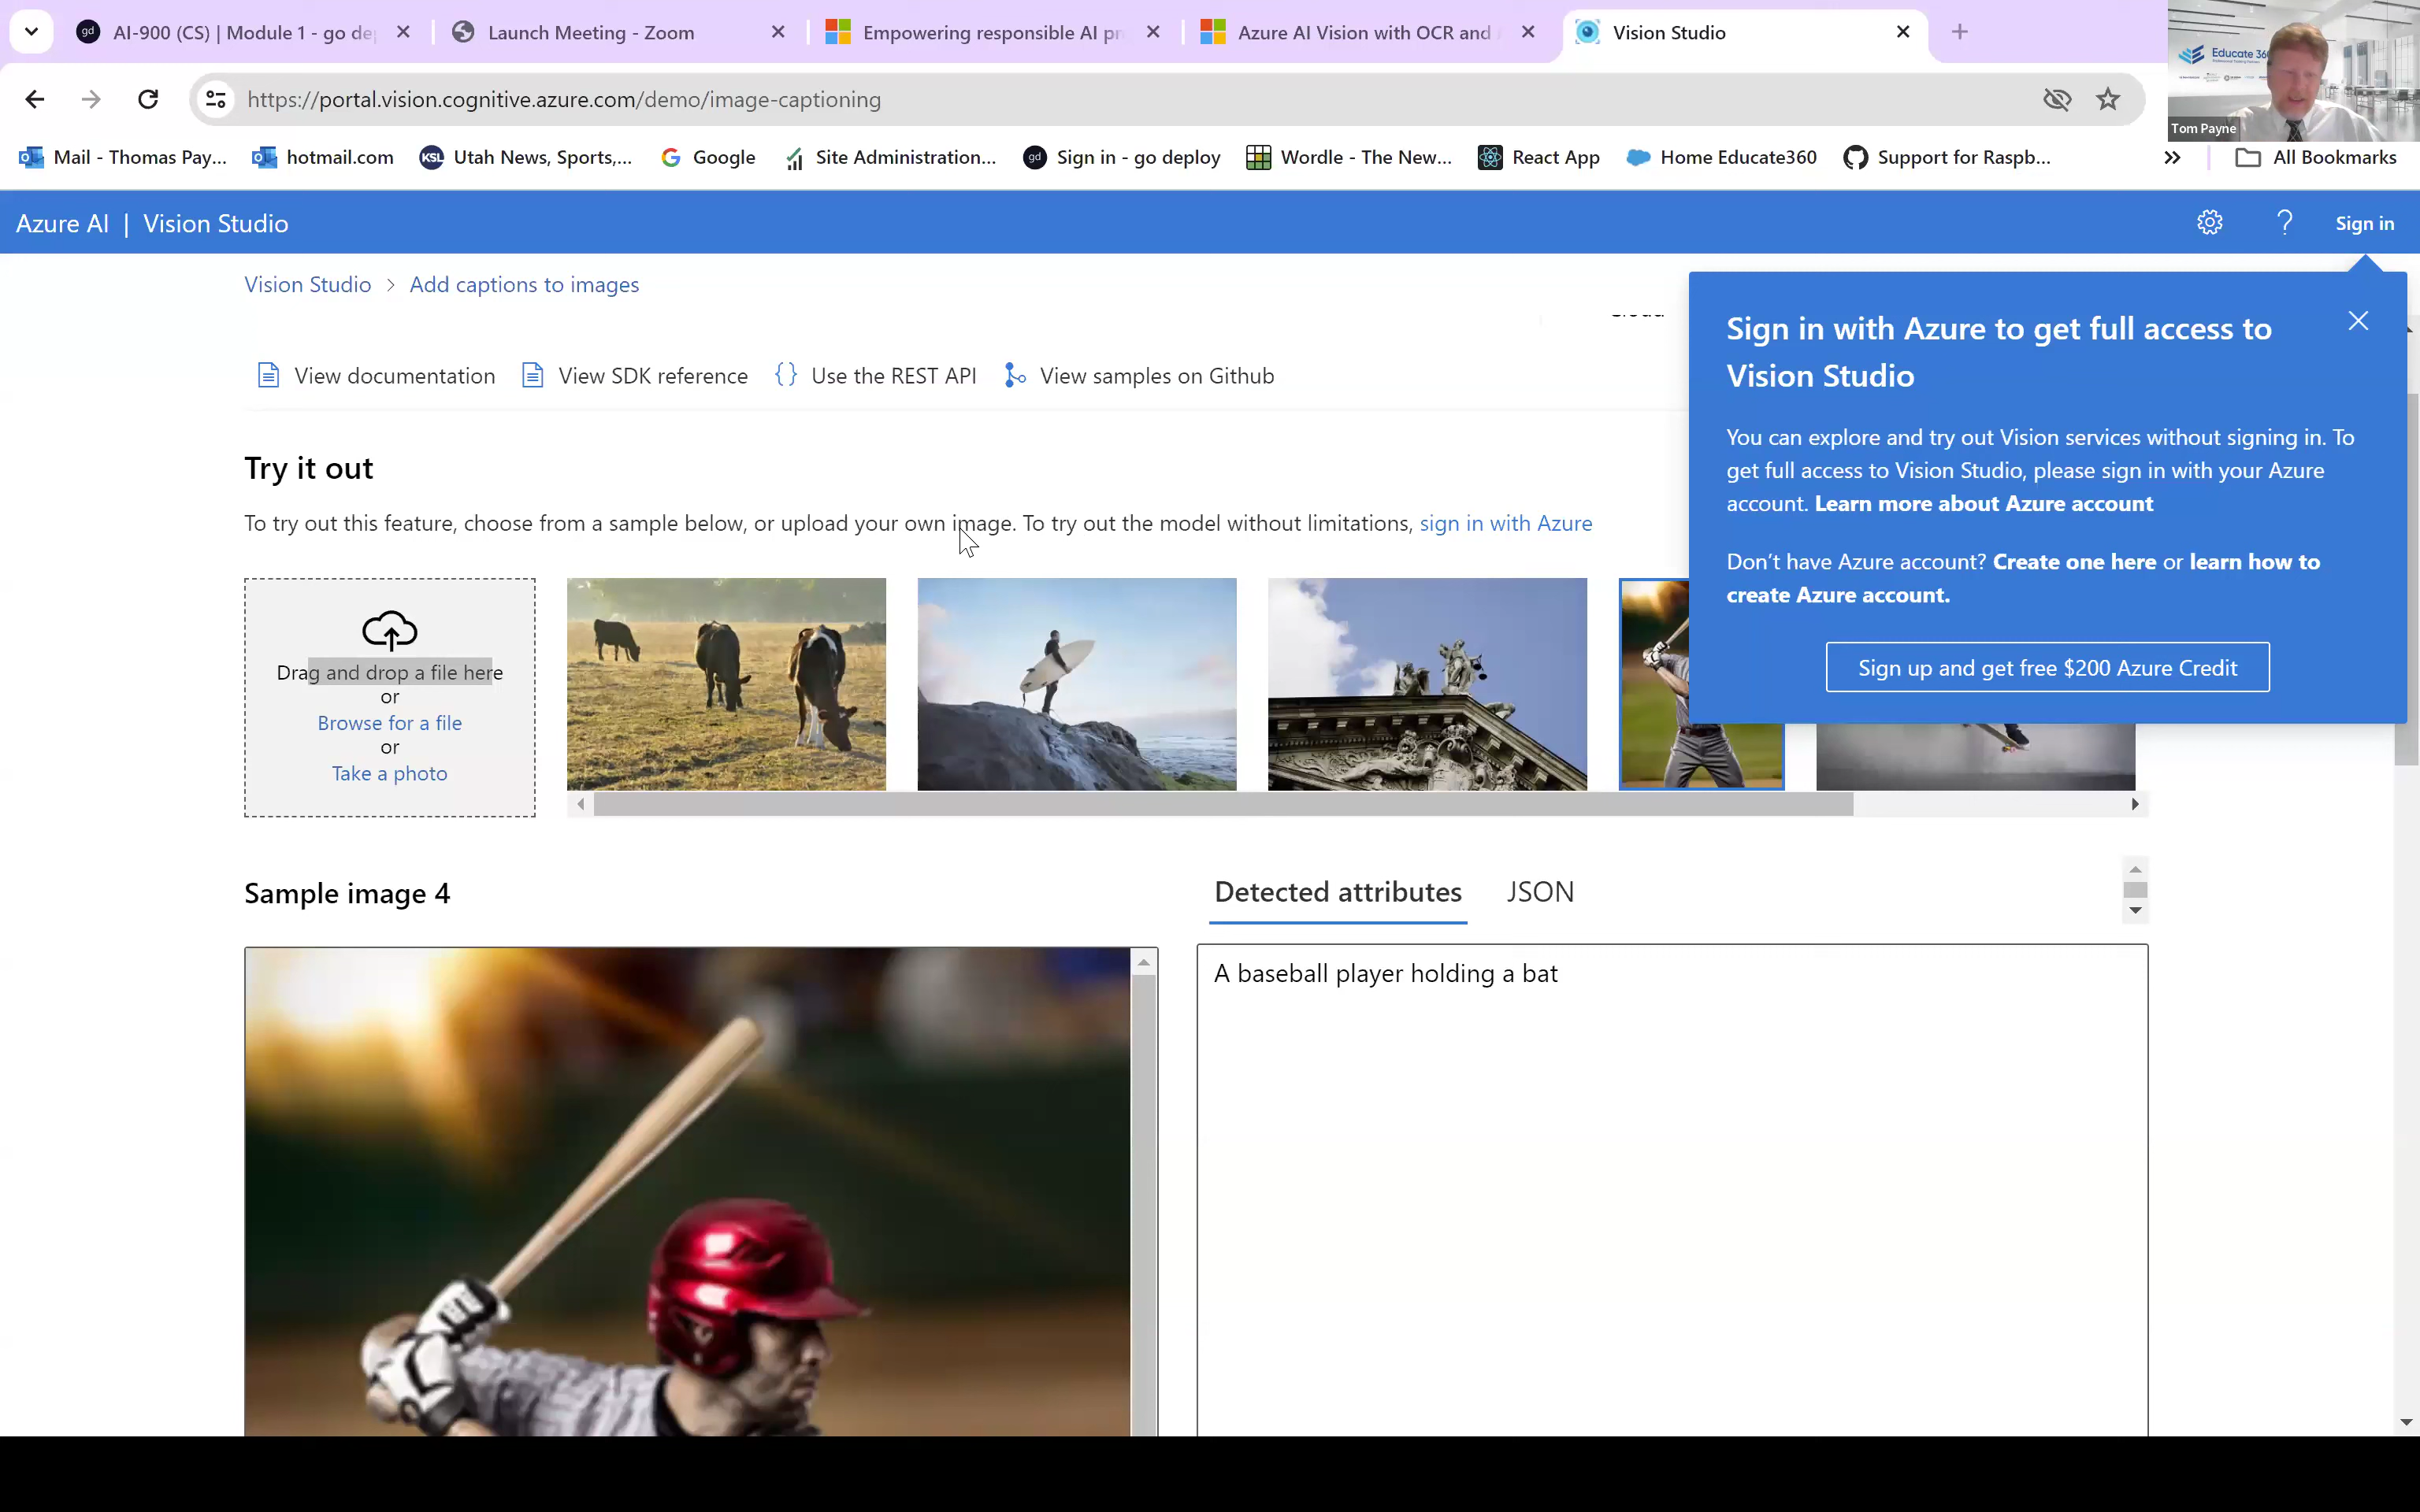 gd AI-900 (CS) | Module 1 - go de
Launch Meeting - Zoom
Empowering responsible AI pr
Azure AI Vision with OCR and
Vision Studio
https://portal.vision.cognitive.azure.com/demo/image-captioning
Educate 36
Tom Payne
Mail - Thomas Pay...
hotmail.com
KSL Utah News, Sports,...
Google
Site Administration...
gd Sign in - go deploy
Wordle - The New...
React App
Home Educate360
Support for Raspb...
All Bookmarks
Azure AI | Vision Studio
Sign in
Vision Studio > Add captions to images
View documentation
View SDK reference
Use the REST API
View samples on Github
Sign in with Azure to get full access to
Vision Studio
You can explore and try out Vision services without signing in. To
get full access to Vision Studio, please sign in with your Azure
account. Learn more about Azure account
Don't have Azure account? Create one here or learn how to
create Azure account.
Sign up and get free $200 Azure Credit
Try it out
To try out this feature, choose from a sample below, or upload your own image. To try out the model without limitations, sign in with Azure
Drag and drop a file here
or
Browse for a file
or
Take a photo
Sample image 4
Detected attributes
JSON
A baseball player holding a bat